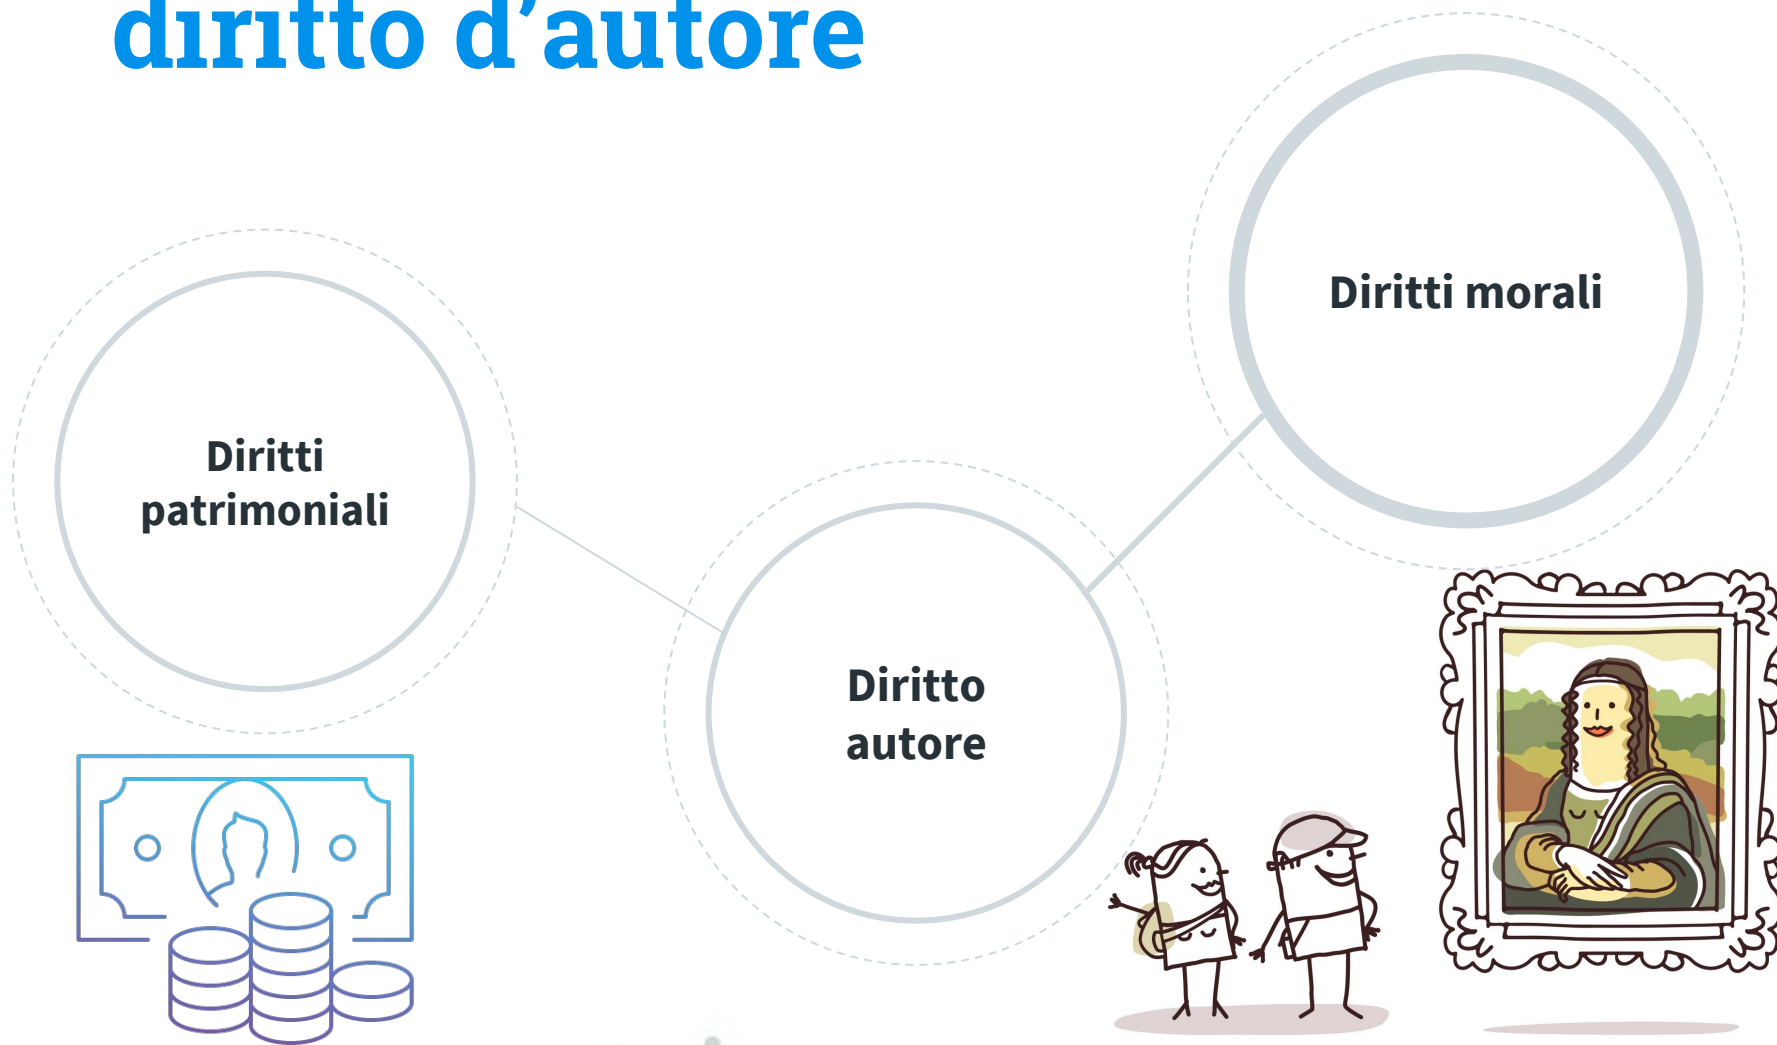 diritto d’autore
Diritti morali
Diritti
patrimoniali
Diritto
autore